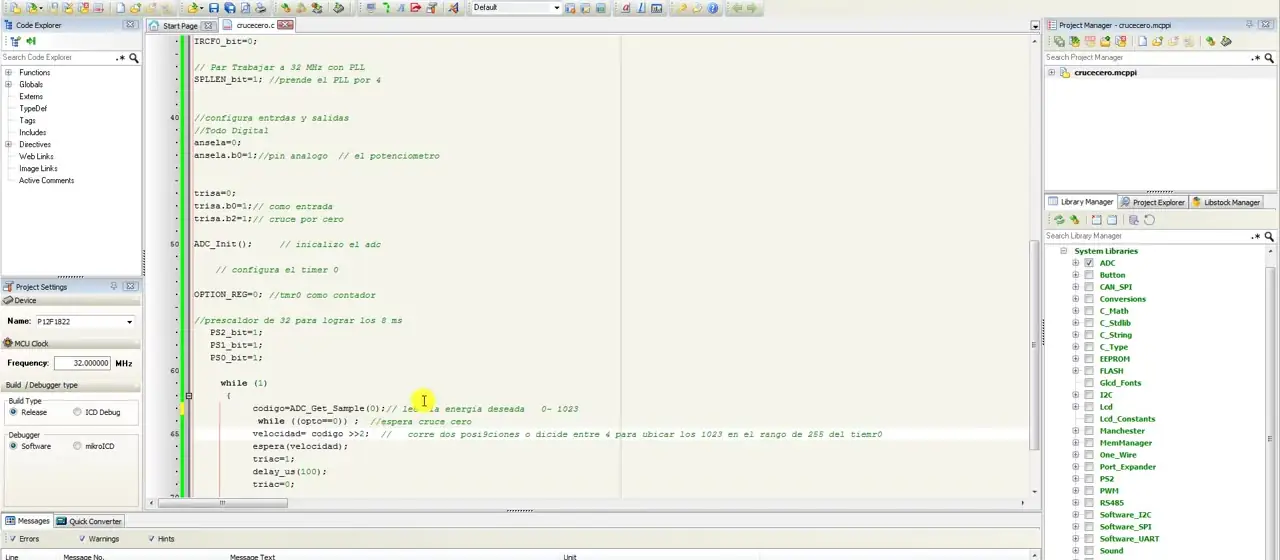 Default
Code Explorer
Search Code Explorer
Functions
Globals
Externs
TypeDef
Tags
Includes
Directives
Web Links
Image Links
Active Comments
Project Settings
Device
Name: P12F1822
MCU Clock
Frequency: 32.000000 MHz
Build / Debugger type
Build Type
Release ICD Debug
Debugger
Software mikroICD
Start Page crucecero.c
IRCF0_bit=0;
// Par Trabajar a 32 MHz con PLL
SPLLEN_bit=1; //prende el PLL por 4
40 //configura entrdas y salidas
//Todo Digital
ansela=0;
ansela.b0=1;//pin analogo // el potenciometro
trisa=0;
trisa.b0=1;// como entrada
trisa.b2=1;// cruce por cero
50 ADC_Init(); // inicalizo el adc
// configura el timer 0
OPTION_REG=0; //tmr0 como contador
//prescaldor de 32 para lograr los 8 ms
PS2_bit=1;
PS1_bit=1;
PS0_bit=1;
60
while (1)
{
codigo=ADC_Get_Sample(0);// lee la energia deseada 0- 1023
while ((opto==0)) ; //espera cruce cero
65 velocidad= codigo >>2; // corre dos posi9ciones o dicide entre 4 para ubicar los 1023 en el rango de 255 del tiemr0
espera(velocidad);
triac=1;
delay_us(100);
triac=0;
70
Messages Quick Converter
Errors Warnings Hints
Line Message No. Message Text Unit
Project Manager - crucecero.mcppi
Search Project Manager
crucecero.mcppi
Library Manager Project Explorer Libstock Manager
Search Library Manager
System Libraries
ADC
Button
CAN_SPI
Conversions
C_Math
C_Stdlib
C_String
C_Type
EEPROM
FLASH
Glcd_Fonts
I2C
Lcd
Lcd_Constants
Manchester
MemManager
One_Wire
Port_Expander
PS2
PWM
RS485
Software_I2C
Software_SPI
Software_UART
Sound